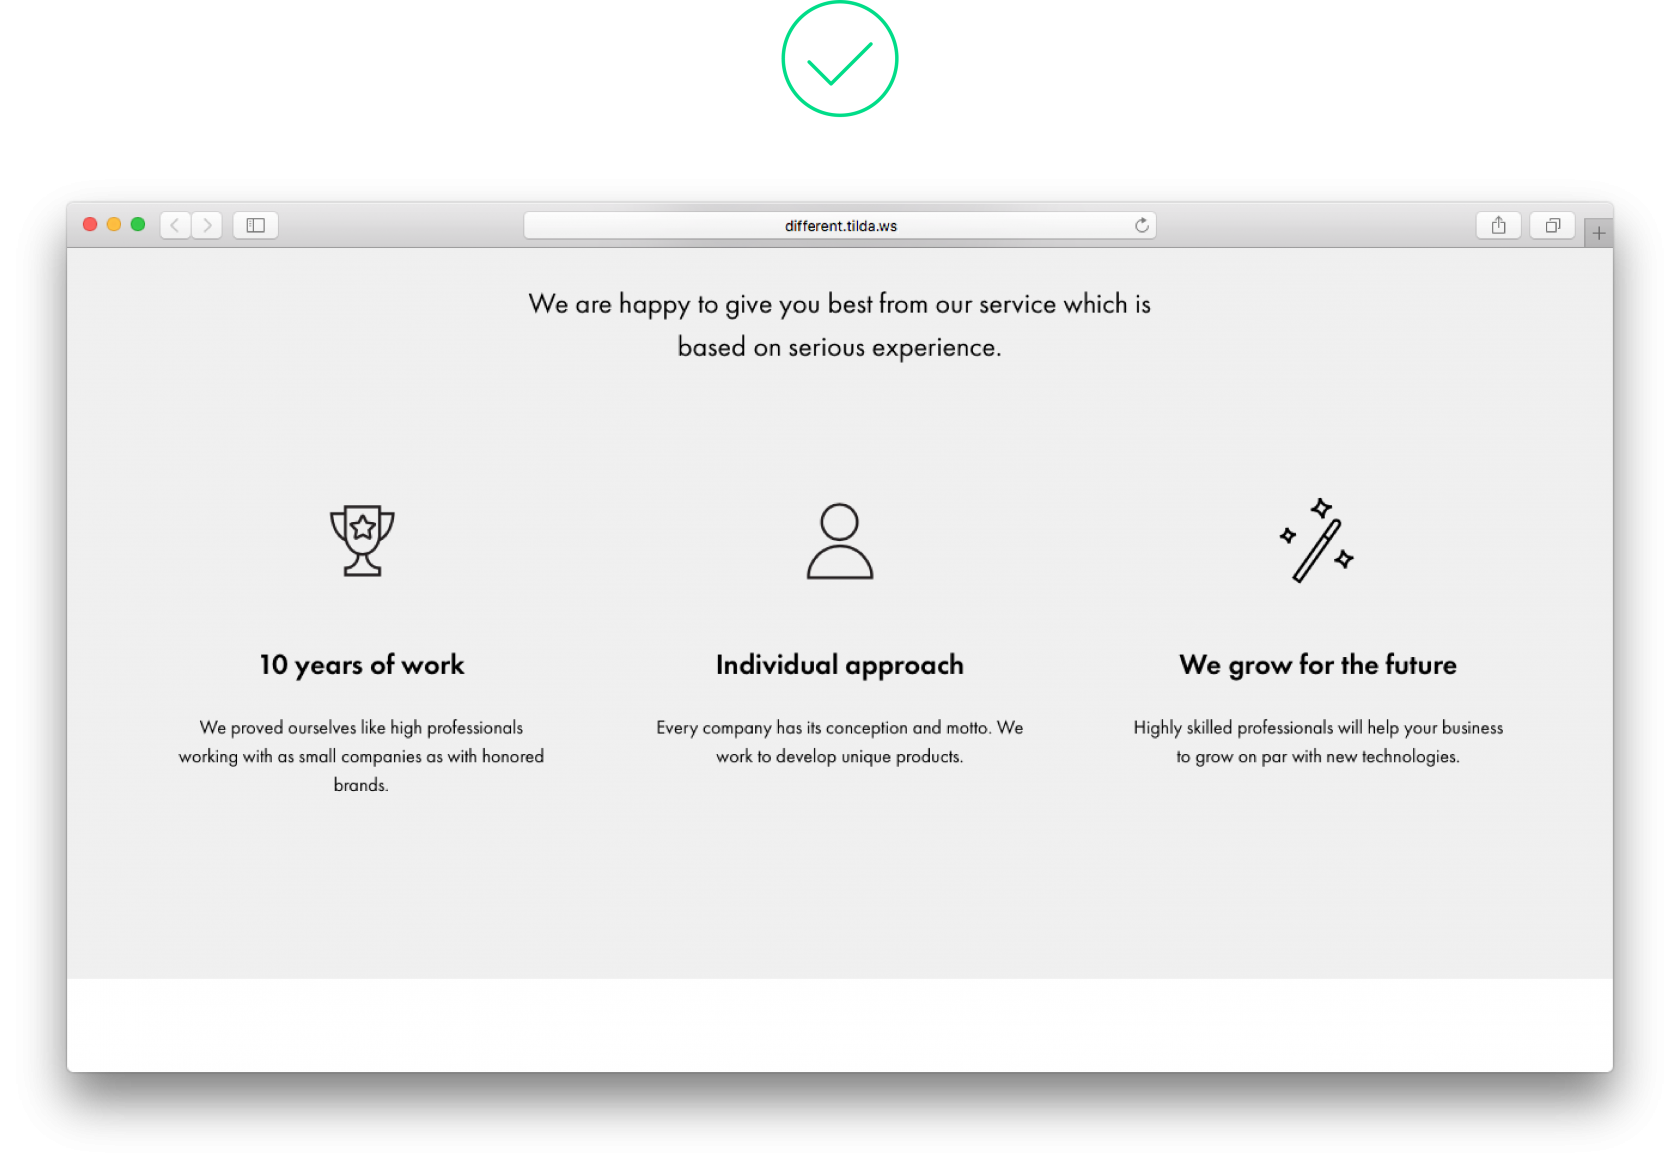 different.tilda.ws
We are happy to give you best from our service which is
based on serious experience.
10 years of work
We proved ourselves like high professionals
working with as small companies as with honored
brands.
Individual approach
Every company has its conception and motto. We
work to develop unique products.
We grow for the future
Highly skilled professionals will help your business
to grow on par with new technologies.